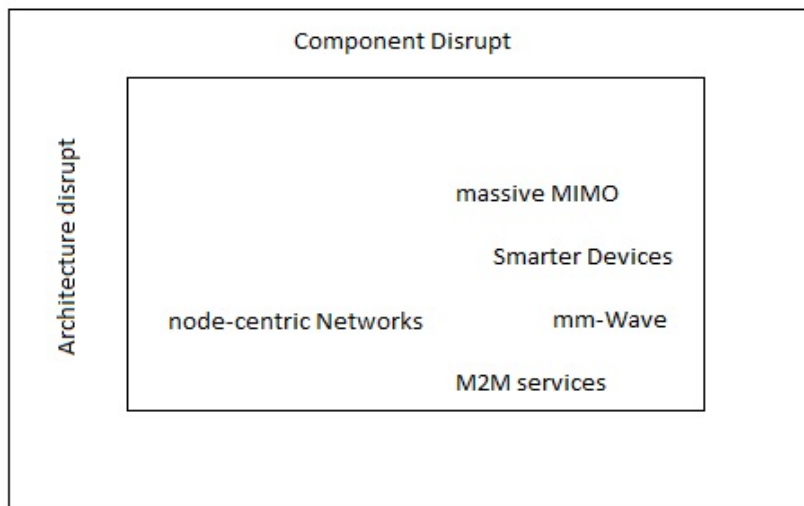 Component Disrupt
Architecture disrupt
massive MIMO
Smarter Devices
node-centric Networks
mm-Wave
M2M services